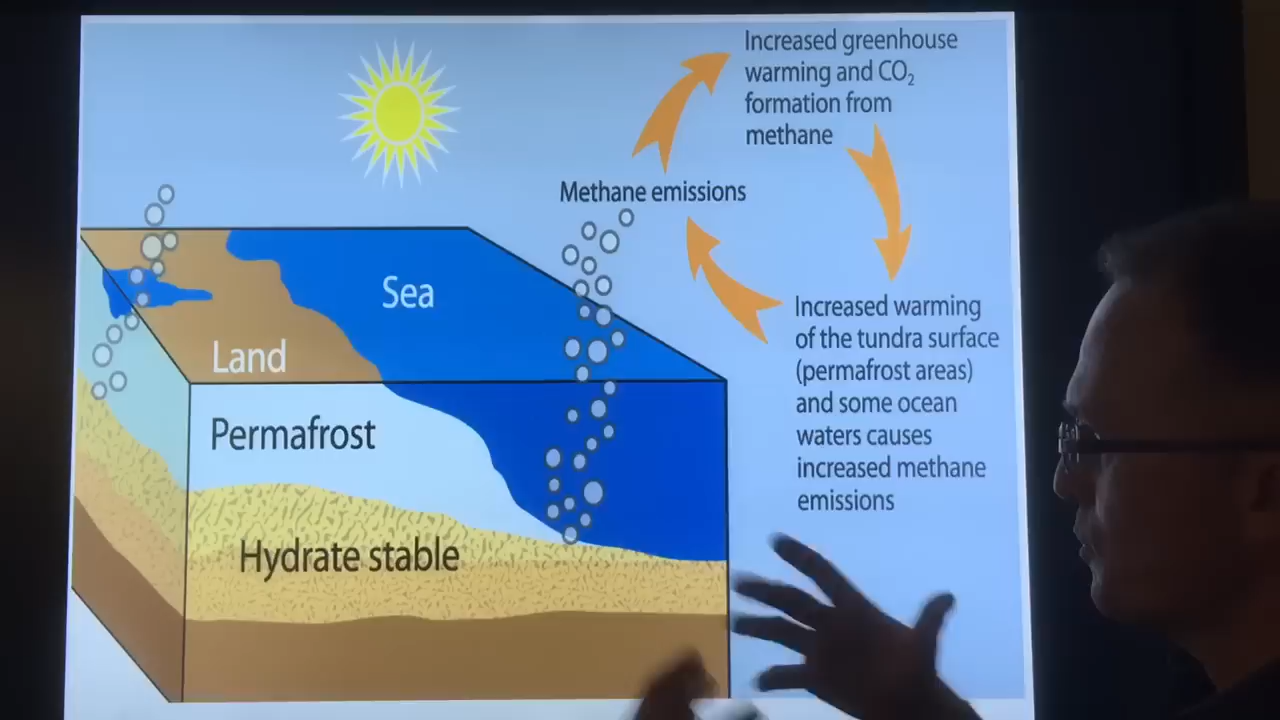 Increased greenhouse
warming and CO₂
formation from
methane
Methane emissions
Sea
Increased warming
of the tundra surface
(permafrost areas)
and some ocean
waters causes
increased methane
emissions
Land
Permafrost
Hydrate stable